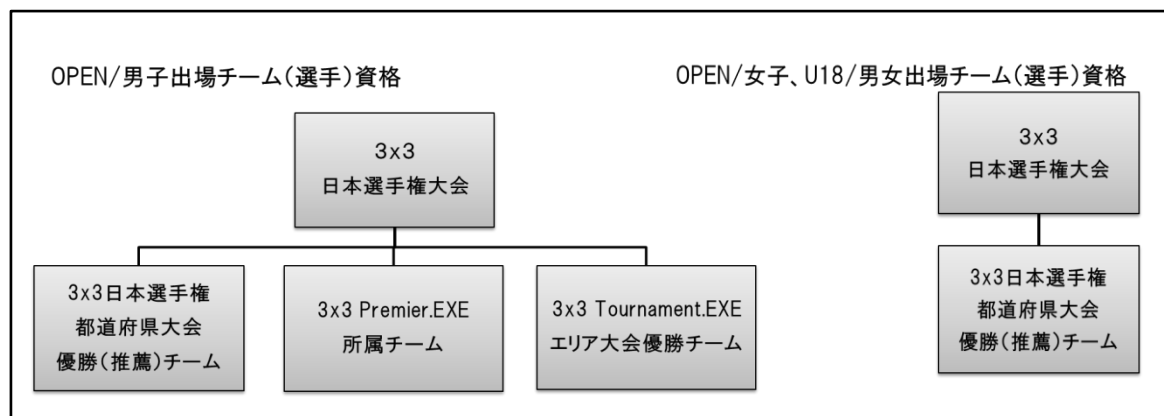 OPEN/男子出場チーム(選手)資格
3x3
日本選手権大会
3x3日本選手権
都道府県大会
優勝(推薦)チーム
3x3 Premier.EXE
所属チーム
3x3 Tournament.EXE
エリア大会優勝チーム
OPEN/女子、U18/男女出場チーム(選手)資格
3x3
日本選手権大会
3x3日本選手権
都道府県大会
優勝(推薦)チーム